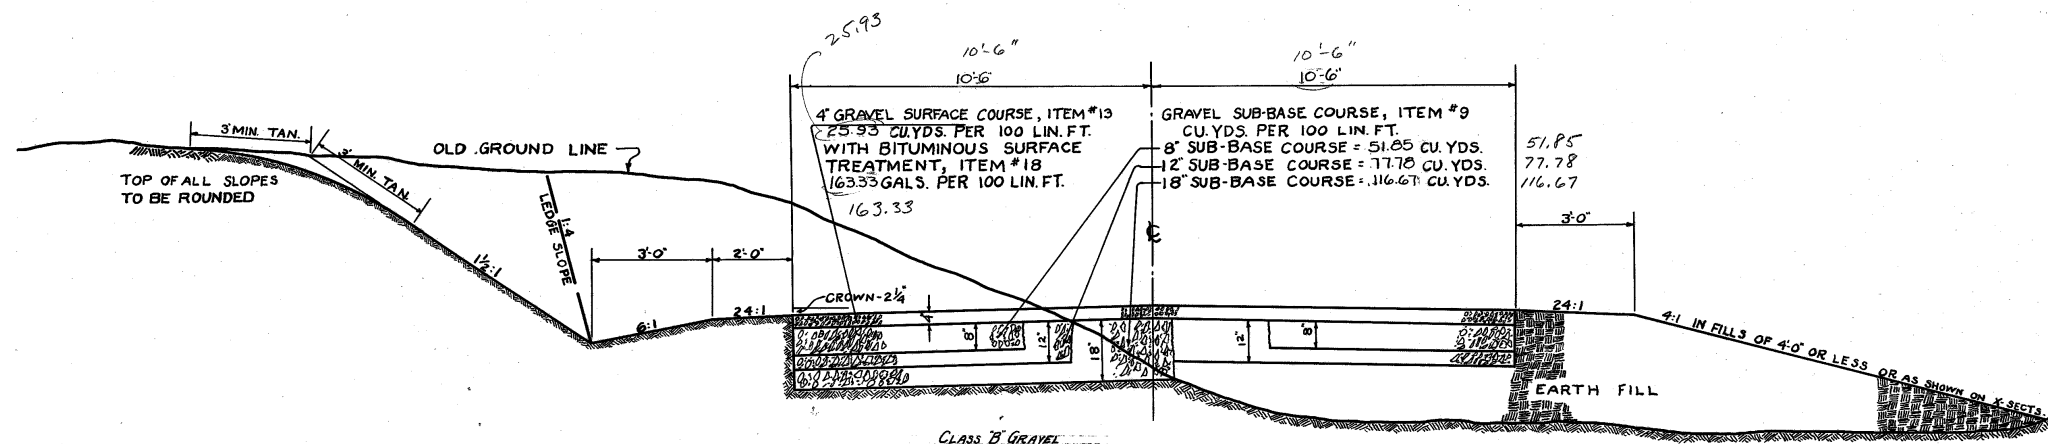 25.93
10'-6"
10'-6"
10'-6"
10'-6"
4" GRAVEL SURFACE COURSE, ITEM #13
25.93 CU.YDS. PER 100 LIN. FT.
WITH BITUMINOUS SURFACE
TREATMENT, ITEM #18
163.33 GALS. PER 100 LIN. FT.
163.33
GRAVEL SUB-BASE COURSE, ITEM #9
CU. YDS. PER 100 LIN. FT.
8" SUB-BASE COURSE = 51.85 CU. YDS.
12" SUB-BASE COURSE = 77.78 CU. YDS.
18" SUB-BASE COURSE = 116.67 CU. YDS.
51.85
77.78
116.67
3' MIN. TAN.
3' MIN. TAN.
OLD GROUND LINE
TOP OF ALL SLOPES
TO BE ROUNDED
1:4
LEDGE SLOPE
1½:1
3'-0"
2'-0"
3'-0"
℄
CROWN-2¼"
6:1
24:1
4"
8"
12"
18"
12"
8"
24:1
4:1 IN FILLS OF 4'-0" OR LESS OR AS SHOWN ON X-SECTS.
EARTH FILL
CLASS "B" GRAVEL